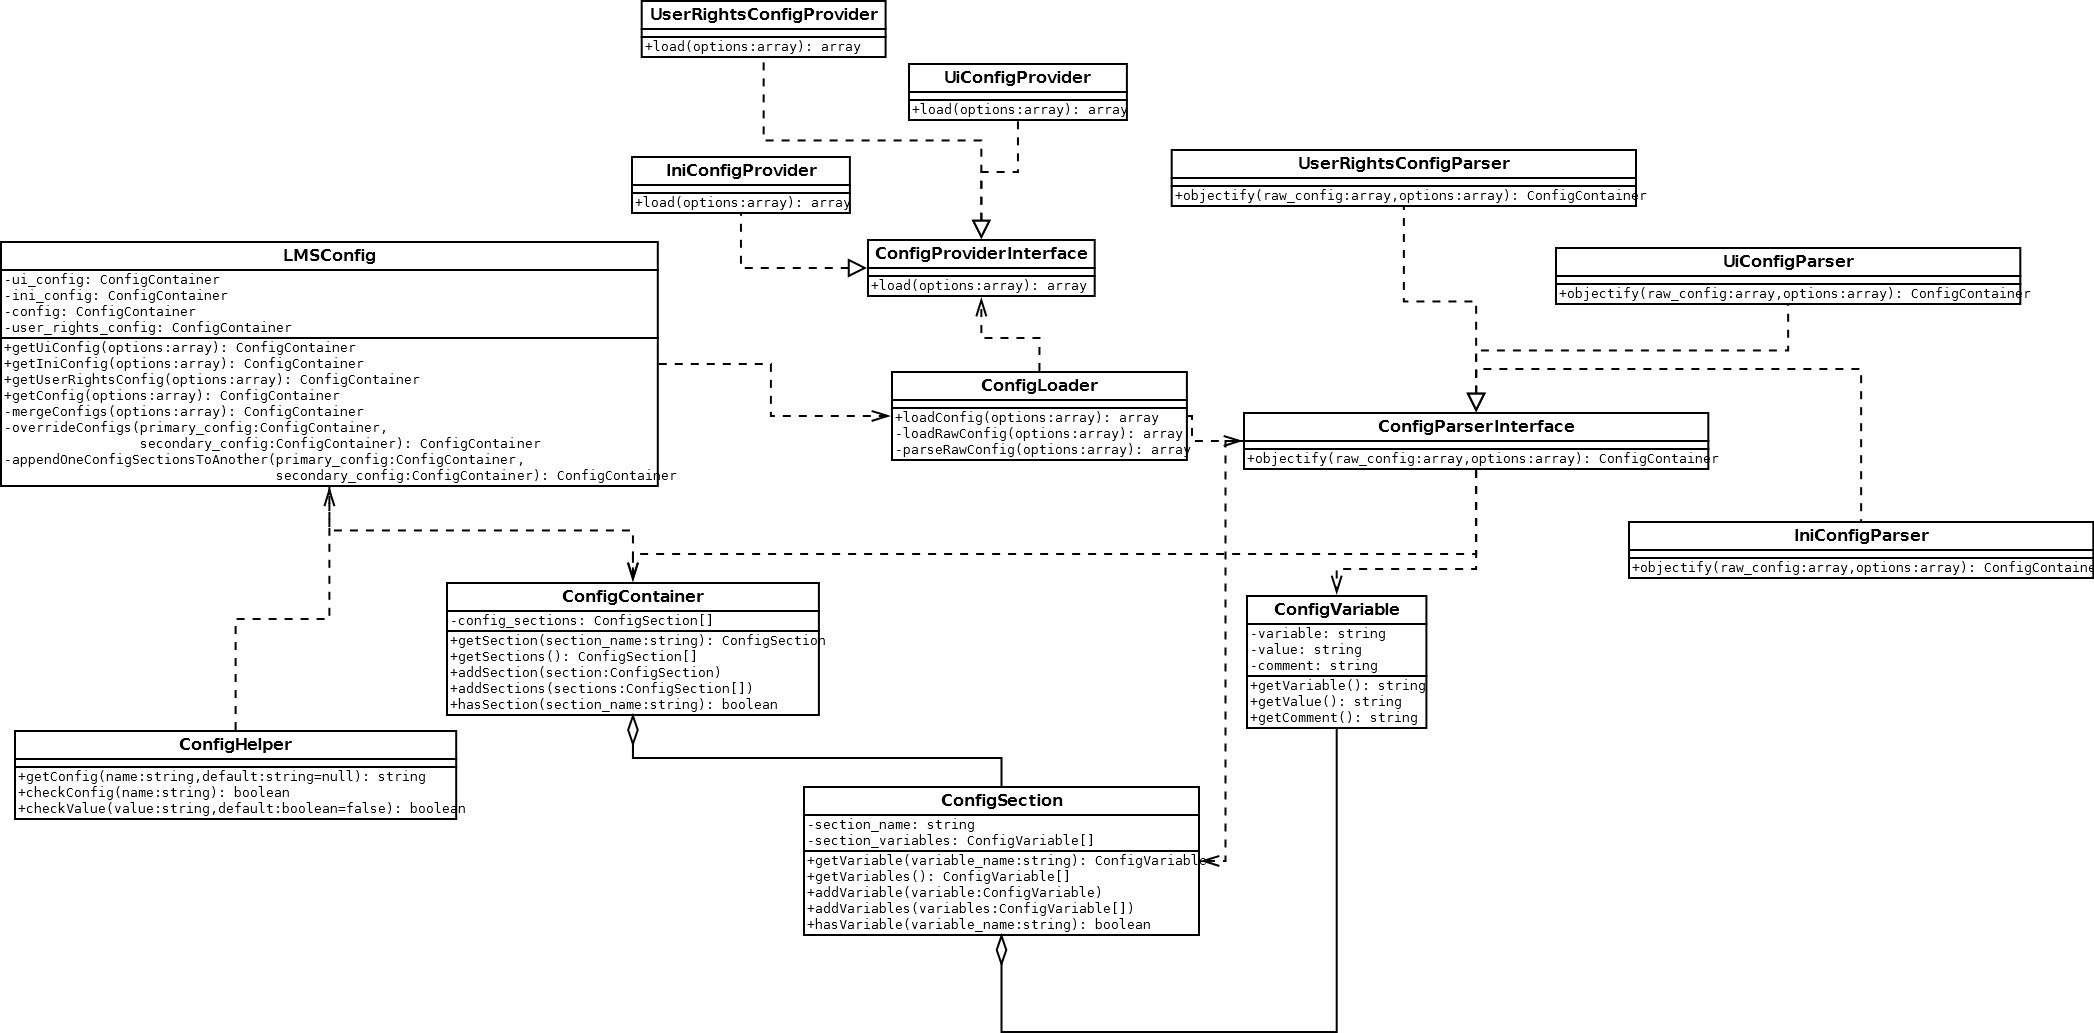 UserRightsConfigProvider
+load(options:array): array
UiConfigProvider
+load(options:array): array
IniConfigProvider
+load(options:array): array
UserRightsConfigParser
+objectify(raw_config:array,options:array): ConfigContainer
ConfigProviderInterface
+load(options:array): array
UiConfigParser
+objectify(raw_config:array,options:array): ConfigContainer
LMSConfig
-ui_config: ConfigContainer
-ini_config: ConfigContainer
-config: ConfigContainer
-user_rights_config: ConfigContainer
+getUiConfig(options:array): ConfigContainer
+getIniConfig(options:array): ConfigContainer
+getUserRightsConfig(options:array): ConfigContainer
+getConfig(options:array): ConfigContainer
-mergeConfigs(options:array): ConfigContainer
-overrideConfigs(primary_config:ConfigContainer,
secondary_config:ConfigContainer): ConfigContainer
-appendOneConfigSectionsToAnother(primary_config:ConfigContainer,
secondary_config:ConfigContainer): ConfigContainer
ConfigLoader
+loadConfig(options:array): array
-loadRawConfig(options:array): array
-parseRawConfig(options:array): array
ConfigParserInterface
+objectify(raw_config:array,options:array): ConfigContainer
IniConfigParser
+objectify(raw_config:array,options:array): ConfigContaine
ConfigContainer
-config_sections: ConfigSection[]
+getSection(section_name:string): ConfigSection
+getSections(): ConfigSection[]
+addSection(section:ConfigSection)
+addSections(sections:ConfigSection[])
+hasSection(section_name:string): boolean
ConfigVariable
-variable: string
-value: string
-comment: string
+getVariable(): string
+getValue(): string
+getComment(): string
ConfigHelper
+getConfig(name:string,default:string=null): string
+checkConfig(name:string): boolean
+checkValue(value:string,default:boolean=false): boolean
ConfigSection
-section_name: string
-section_variables: ConfigVariable[]
+getVariable(variable_name:string): ConfigVariable
+getVariables(): ConfigVariable[]
+addVariable(variable:ConfigVariable)
+addVariables(variables:ConfigVariable[])
+hasVariable(variable_name:string): boolean